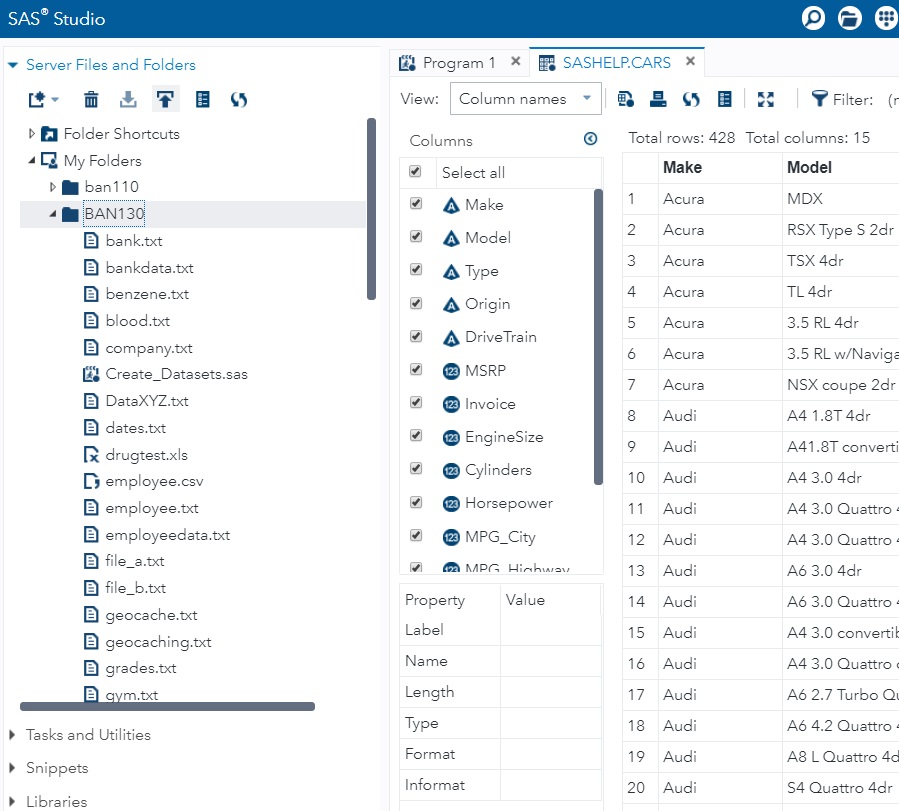 SAS® Studio
Server Files and Folders
Folder Shortcuts
My Folders
ban110
BAN130
bank.txt
bankdata.txt
benzene.txt
blood.txt
company.txt
Create_Datasets.sas
DataXYZ.txt
dates.txt
drugtest.xls
employee.csv
employee.txt
employeedata.txt
file_a.txt
file_b.txt
geocache.txt
geocaching.txt
grades.txt
gym.txt
Tasks and Utilities
Snippets
Libraries
Program 1
SASHELP.CARS
View: Column names
Filter: (n
Columns
Select all
Make
Model
Type
Origin
DriveTrain
MSRP
Invoice
EngineSize
Cylinders
Horsepower
MPG_City
MPG_Highway
Property Value
Label
Name
Length
Type
Format
Informat
Total rows: 428 Total columns: 15
Make Model
1 Acura MDX
2 Acura RSX Type S 2dr
3 Acura TSX 4dr
4 Acura TL 4dr
5 Acura 3.5 RL 4dr
6 Acura 3.5 RL w/Naviga
7 Acura NSX coupe 2dr
8 Audi A4 1.8T 4dr
9 Audi A41.8T converti
10 Audi A4 3.0 4dr
11 Audi A4 3.0 Quattro 4
12 Audi A4 3.0 Quattro 4
13 Audi A6 3.0 4dr
14 Audi A6 3.0 Quattro 4
15 Audi A4 3.0 convertib
16 Audi A4 3.0 Quattro c
17 Audi A6 2.7 Turbo Qu
18 Audi A6 4.2 Quattro 4
19 Audi A8 L Quattro 4d
20 Audi S4 Quattro 4dr